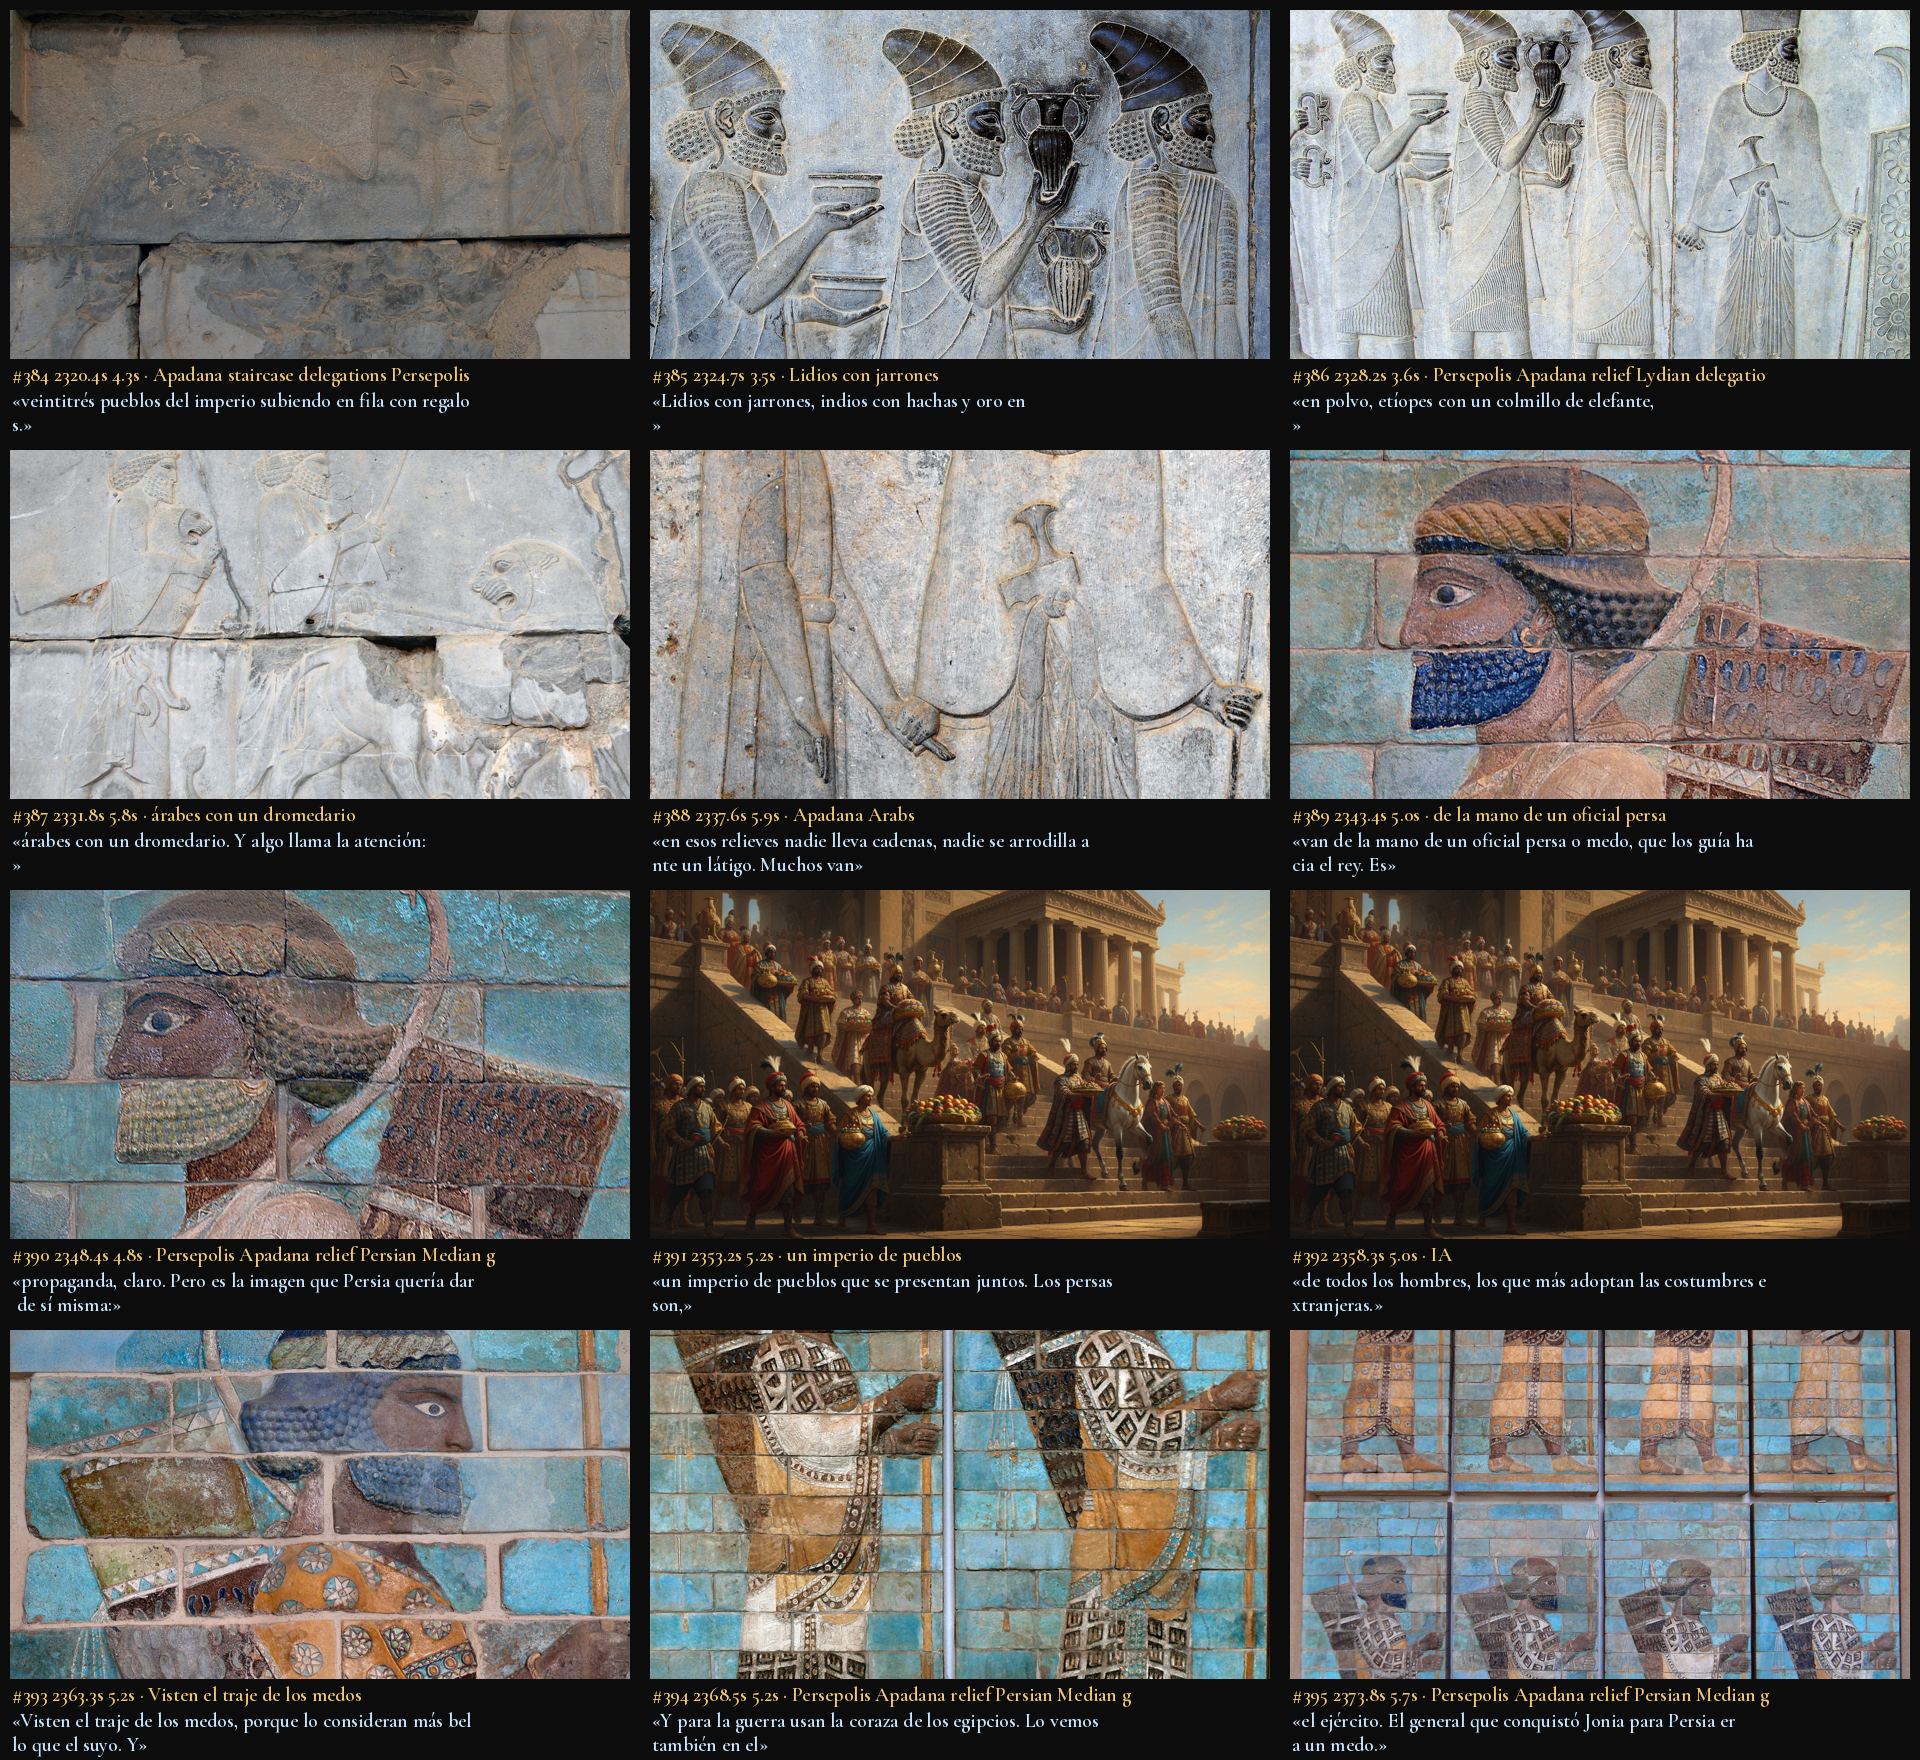 #384 2320.4s 4.3s · Apadana staircase delegations Persepolis
«veintitrés pueblos del imperio subiendo en fila con regalo
s.»
#385 2324.7s 3.5s · Lidios con jarrones
«Lidios con jarrones, indios con hachas y oro en
»
#386 2328.2s 3.6s · Persepolis Apadana relief Lydian delegatio
«en polvo, etíopes con un colmillo de elefante,
»
#387 2331.8s 5.8s · árabes con un dromedario
«árabes con un dromedario. Y algo llama la atención:
»
#388 2337.6s 5.9s · Apadana Arabs
«en esos relieves nadie lleva cadenas, nadie se arrodilla a
nte un látigo. Muchos van»
#389 2343.4s 5.0s · de la mano de un oficial persa
«van de la mano de un oficial persa o medo, que los guía ha
cia el rey. Es»
#390 2348.4s 4.8s · Persepolis Apadana relief Persian Median g
«propaganda, claro. Pero es la imagen que Persia quería dar
de sí misma:»
#391 2353.2s 5.2s · un imperio de pueblos
«un imperio de pueblos que se presentan juntos. Los persas
son,»
#392 2358.3s 5.0s · IA
«de todos los hombres, los que más adoptan las costumbres e
xtranjeras.»
#393 2363.3s 5.2s · Visten el traje de los medos
«Visten el traje de los medos, porque lo consideran más bel
lo que el suyo. Y»
#394 2368.5s 5.2s · Persepolis Apadana relief Persian Median g
«Y para la guerra usan la coraza de los egipcios. Lo vemos
también en el»
#395 2373.8s 5.7s · Persepolis Apadana relief Persian Median g
«el ejército. El general que conquistó Jonia para Persia er
a un medo.»